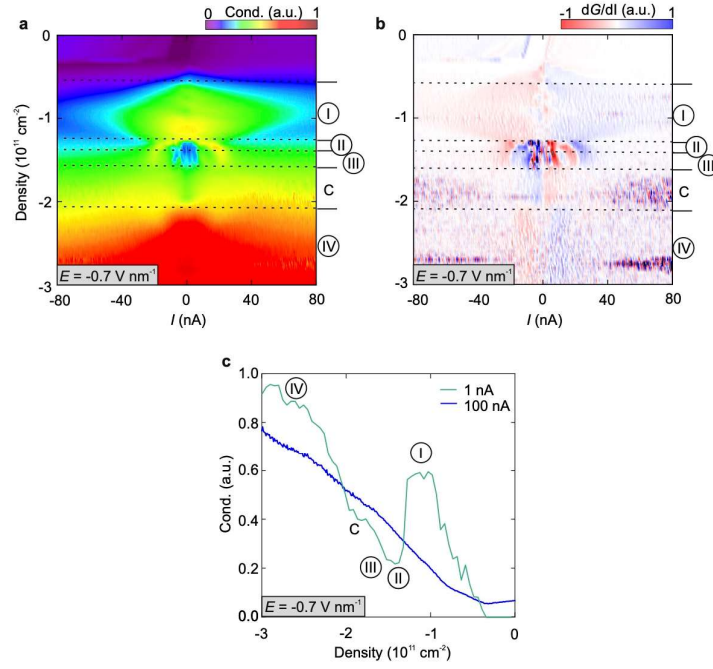 a
0 Cond. (a.u.) 1
Density (10¹¹ cm⁻²)
0
-1
-2
-3
I
II
III
C
IV
E = -0.7 V nm⁻¹
-80 -40 0 40 80
I (nA)
b
-1 dG/dI (a.u.) 1
0
-1
-2
-3
I
II
III
C
IV
E = -0.7 V nm⁻¹
-80 -40 0 40 80
I (nA)
c
Cond. (a.u.)
1.0
0.8
0.6
0.4
0.2
0.0
IV
1 nA
100 nA
I
C
III
II
E = -0.7 V nm⁻¹
-3 -2 -1 0
Density (10¹¹ cm⁻²)